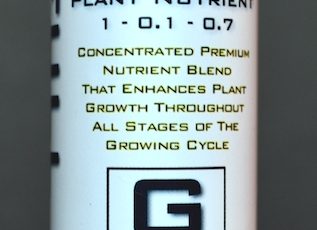 PLANT NUTRIENT
1 - 0.1 - 0.7
CONCENTRATED PREMIUM
NUTRIENT BLEND
THAT ENHANCES PLANT
GROWTH THROUGHOUT
ALL STAGES OF THE
GROWING CYCLE
G